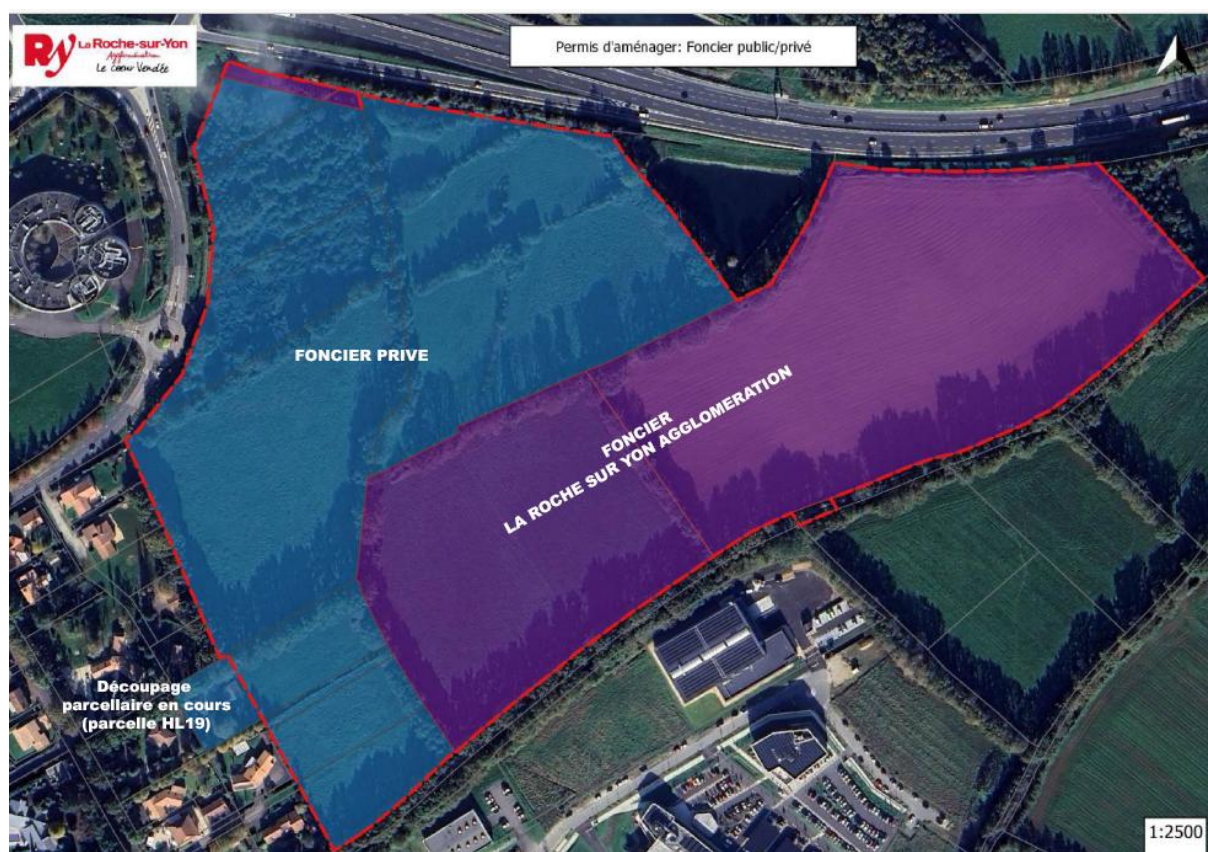 Ry La Roche-sur-Yon
Agglomération
Le cœur Vendée
Permis d'aménager: Foncier public/privé
FONCIER PRIVE
FONCIER
LA ROCHE SUR YON AGGLOMERATION
Découpage
parcellaire en cours
(parcelle HL19)
1:2500